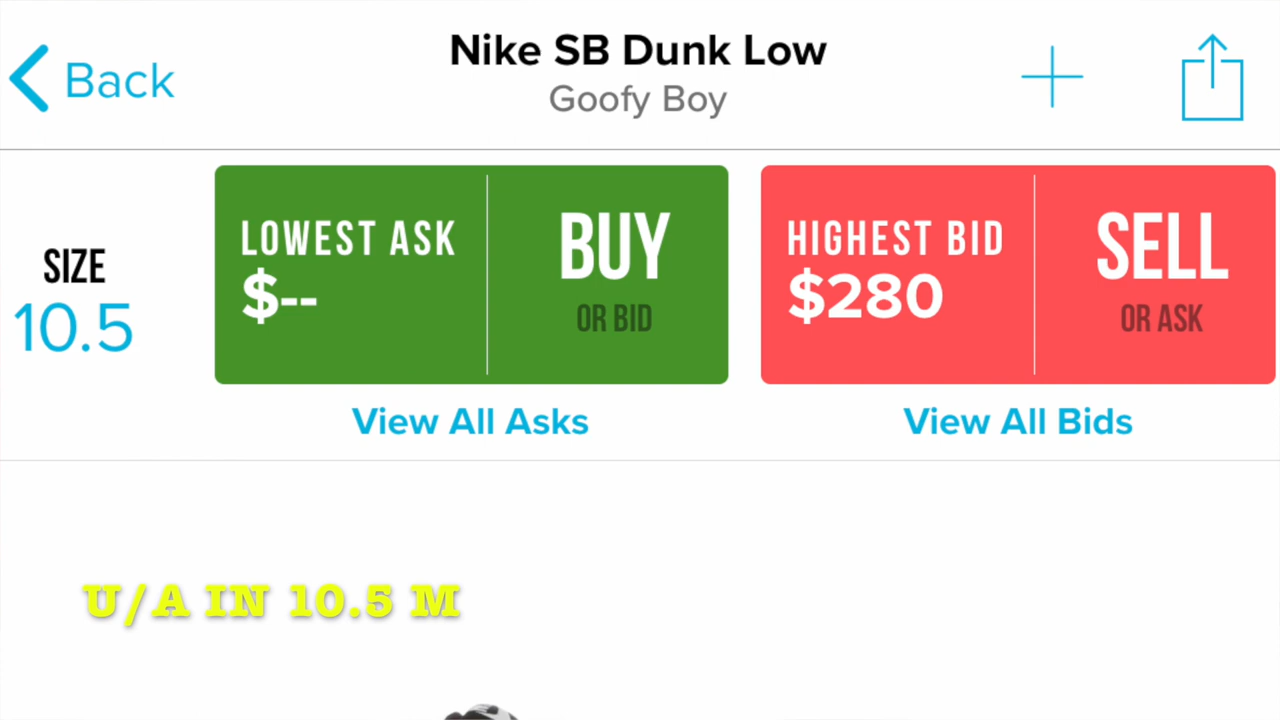 Back
Nike SB Dunk Low
Goofy Boy
SIZE
10.5
LOWEST ASK
$--
BUY
OR BID
HIGHEST BID
$280
SELL
OR ASK
View All Asks
View All Bids
U/A IN 10.5 M